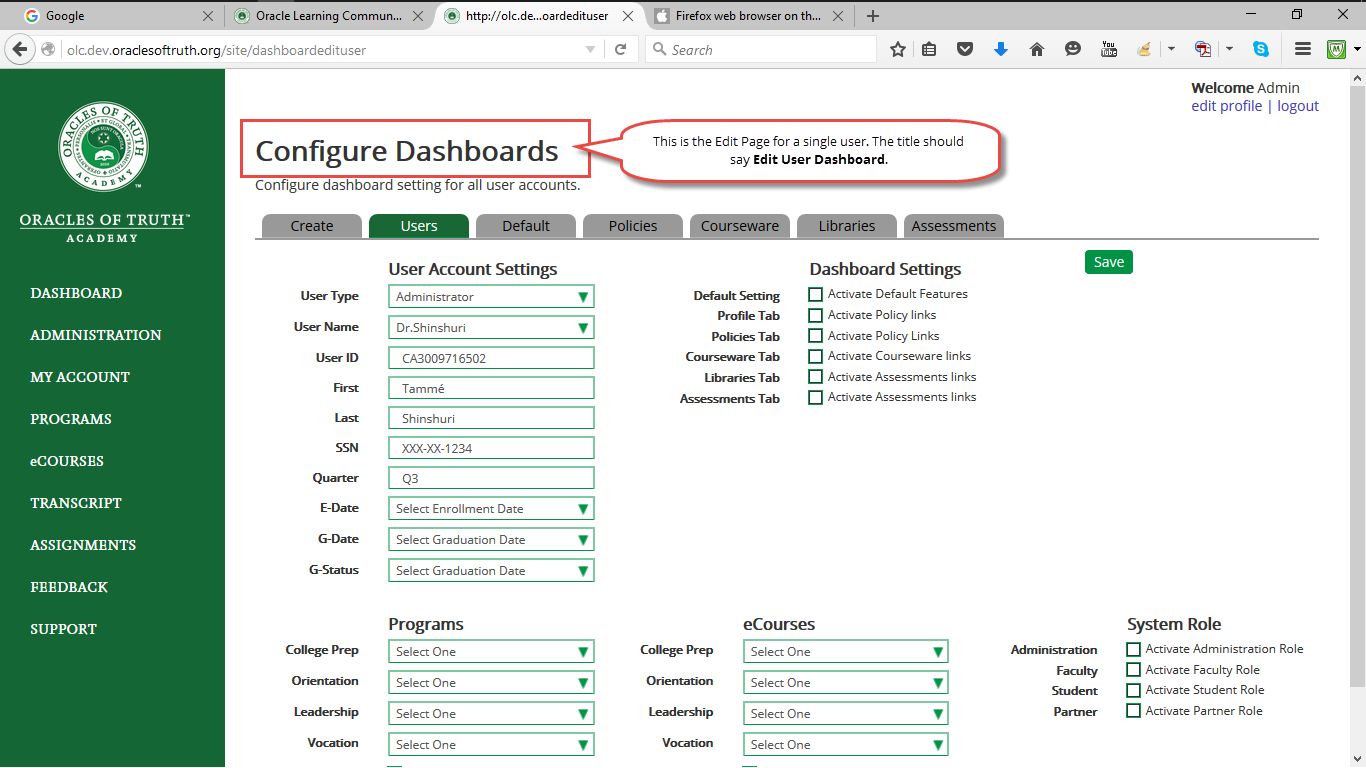 Google
Oracle Learning Commun...
http://olc.de...oardedituser
Firefox web browser on th...
olc.dev.oraclesoftruth.org/site/dashboardedituser
Search
You Tube
Welcome Admin
edit profile | logout
ORACLES OF TRUTH
ACADEMY
ORACLES OF TRUTH™
ACADEMY
DASHBOARD
ADMINISTRATION
MY ACCOUNT
PROGRAMS
eCOURSES
TRANSCRIPT
ASSIGNMENTS
FEEDBACK
SUPPORT
Configure Dashboards
Configure dashboard setting for all user accounts.
This is the Edit Page for a single user. The title should
say Edit User Dashboard.
Create Users Default Policies Courseware Libraries Assessments
Save
User Account Settings
User Type Administrator
User Name Dr.Shinshuri
User ID CA3009716502
First Tammé
Last Shinshuri
SSN XXX-XX-1234
Quarter Q3
E-Date Select Enrollment Date
G-Date Select Graduation Date
G-Status Select Graduation Date
Dashboard Settings
Default Setting Activate Default Features
Profile Tab Activate Policy links
Policies Tab Activate Policy Links
Courseware Tab Activate Courseware links
Libraries Tab Activate Assessments links
Assessments Tab Activate Assessments links
Programs
College Prep Select One
Orientation Select One
Leadership Select One
Vocation Select One
eCourses
College Prep Select One
Orientation Select One
Leadership Select One
Vocation Select One
System Role
Administration Activate Administration Role
Faculty Activate Faculty Role
Student Activate Student Role
Partner Activate Partner Role